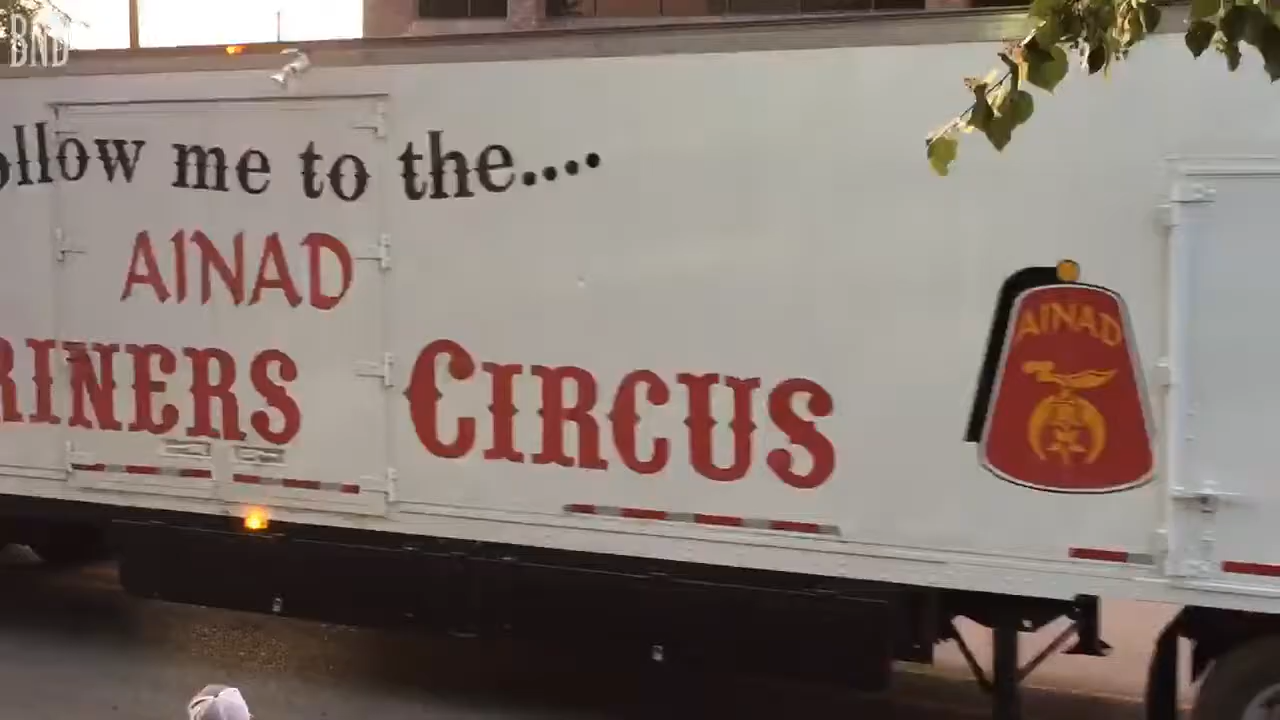 BND
ollow me to the....
AINAD
RINERS CIRCUS
AINAD